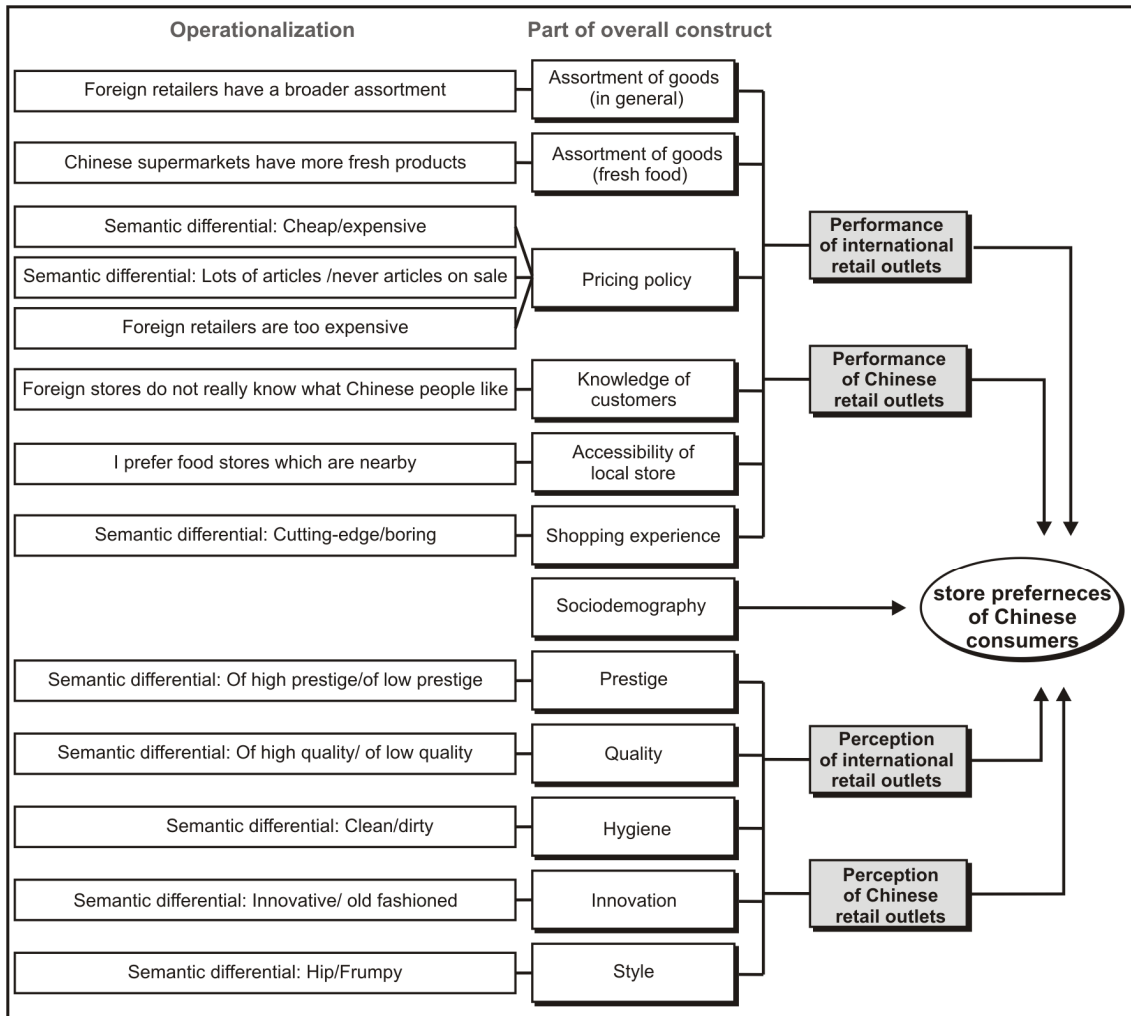 Operationalization
Part of overall construct
Foreign retailers have a broader assortment
Assortment of goods
(in general)
Chinese supermarkets have more fresh products
Assortment of goods
(fresh food)
Semantic differential: Cheap/expensive
Semantic differential: Lots of articles /never articles on sale
Foreign retailers are too expensive
Pricing policy
Foreign stores do not really know what Chinese people like
Knowledge of
customers
I prefer food stores which are nearby
Accessibility of
local store
Semantic differential: Cutting-edge/boring
Shopping experience
Sociodemography
Semantic differential: Of high prestige/of low prestige
Prestige
Semantic differential: Of high quality/ of low quality
Quality
Semantic differential: Clean/dirty
Hygiene
Semantic differential: Innovative/ old fashioned
Innovation
Semantic differential: Hip/Frumpy
Style
Performance
of international
retail outlets
Performance
of Chinese
retail outlets
store preferneces
of Chinese
consumers
Perception
of international
retail outlets
Perception
of Chinese
retail outlets